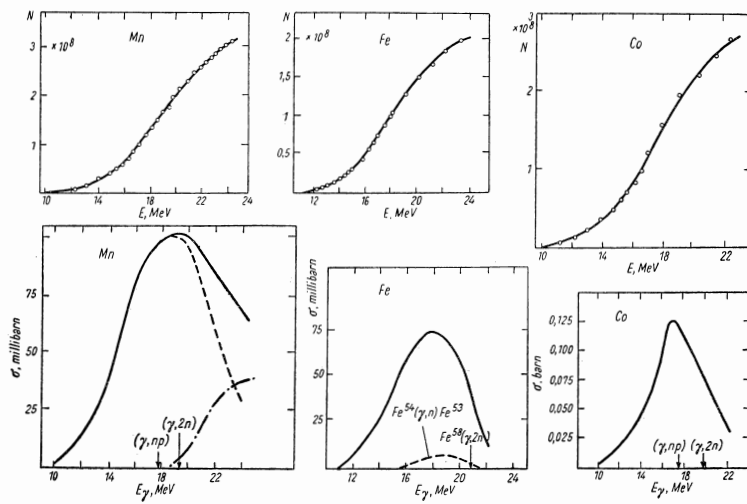 N
×10⁸
Mn
3
2
1
10
14
18
22
E, MeV
N
×10⁸
Fe
2
1,5
1
0,5
12
16
20
24
E, MeV
×10⁸
N
Co
2
1
10
14
18
22
E, MeV
Mn
σ, millibarn
75
50
25
(γ,np)
(γ,2n)
10
14
18
22
Eγ, MeV
Fe
σ, millibarn
75
50
25
Fe⁵⁴(γ,n)Fe⁵³
Fe⁵⁸(γ,2n)
12
16
20
24
Eγ, MeV
Co
σ, barn
0,125
0,100
0,075
0,050
0,025
(γ,np)
(γ,2n)
10
14
18
22
Eγ, MeV